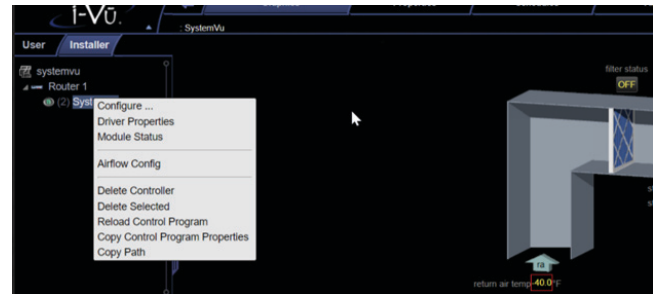 i-Vu.
: SystemVu
User Installer
systemvu
Router 1
(2) Syst
Configure ...
Driver Properties
Module Status
Airflow Config
Delete Controller
Delete Selected
Reload Control Program
Copy Control Program Properties
Copy Path
filter status
OFF
ra
return air temp -40.0°F